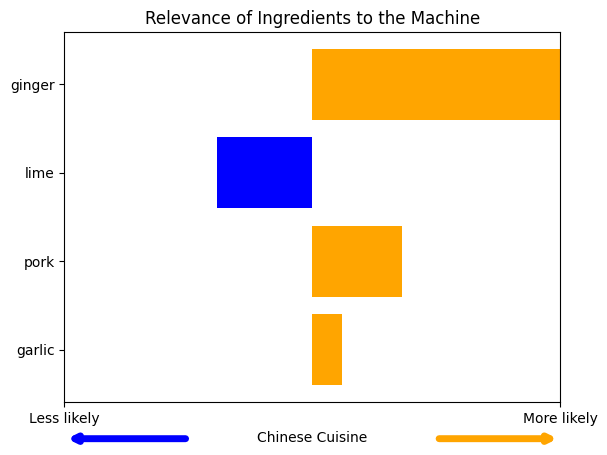 Relevance of Ingredients to the Machine
ginger
lime
pork
garlic
Less likely
More likely
Chinese Cuisine